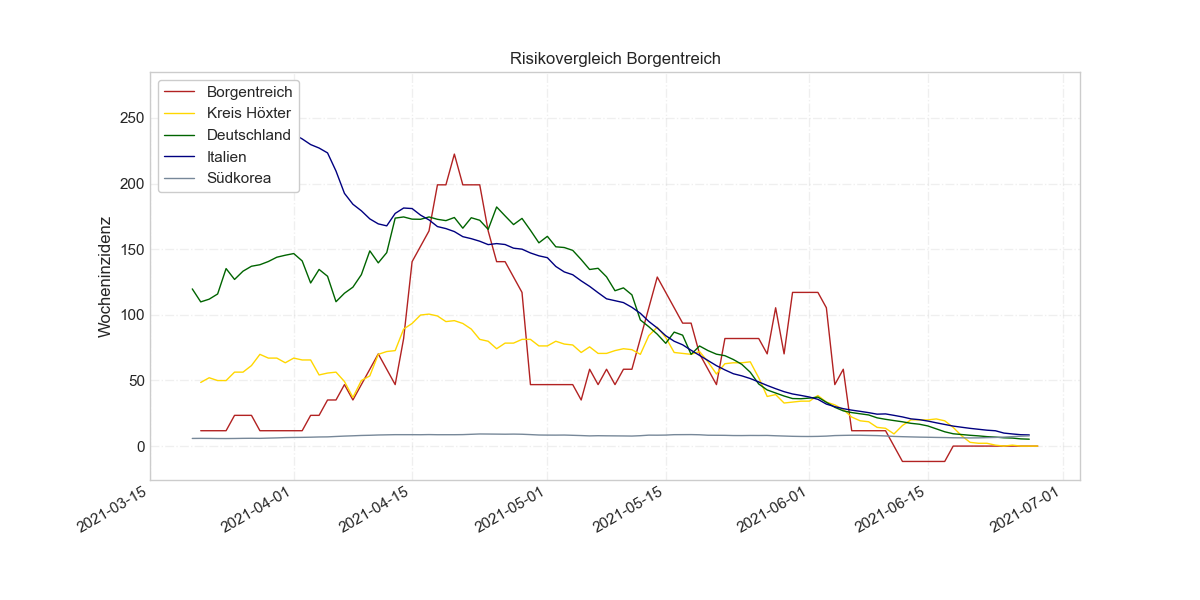 Risikovergleich Borgentreich
Borgentreich
Kreis Höxter
Deutschland
Italien
Südkorea
Wocheninzidenz
250
200
150
100
50
0
2021-03-15
2021-04-01
2021-04-15
2021-05-01
2021-05-15
2021-06-01
2021-06-15
2021-07-01